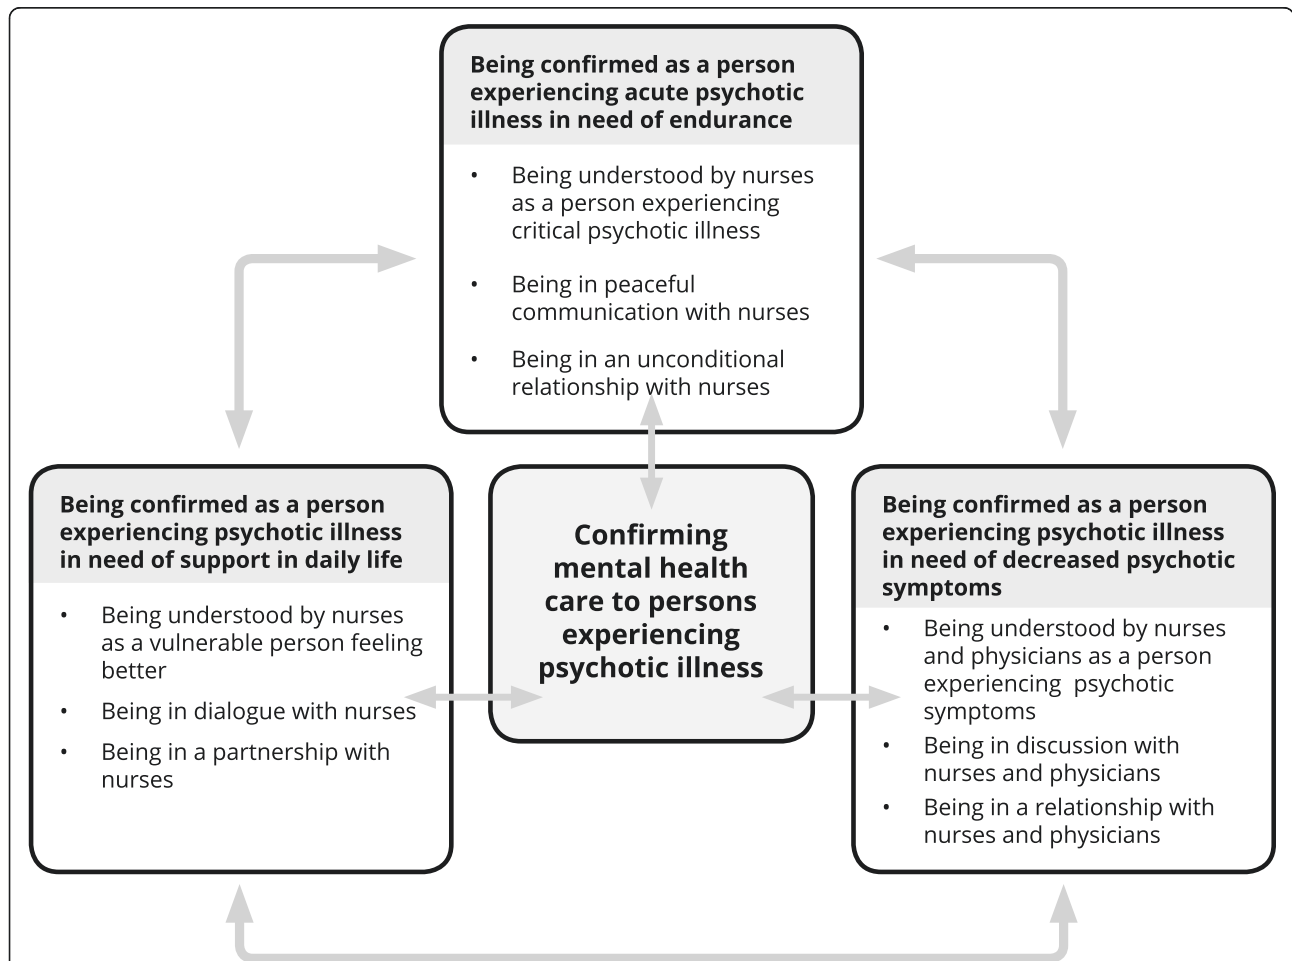 Being confirmed as a person
experiencing acute psychotic
illness in need of endurance
• Being understood by nurses
as a person experiencing
critical psychotic illness
• Being in peaceful
communication with nurses
• Being in an unconditional
relationship with nurses
Being confirmed as a person
experiencing psychotic illness
in need of support in daily life
• Being understood by nurses
as a vulnerable person feeling
better
• Being in dialogue with nurses
• Being in a partnership with
nurses
Confirming
mental health
care to persons
experiencing
psychotic illness
Being confirmed as a person
experiencing psychotic illness
in need of decreased psychotic
symptoms
• Being understood by nurses
and physicians as a person
experiencing psychotic
symptoms
• Being in discussion with
nurses and physicians
• Being in a relationship with
nurses and physicians